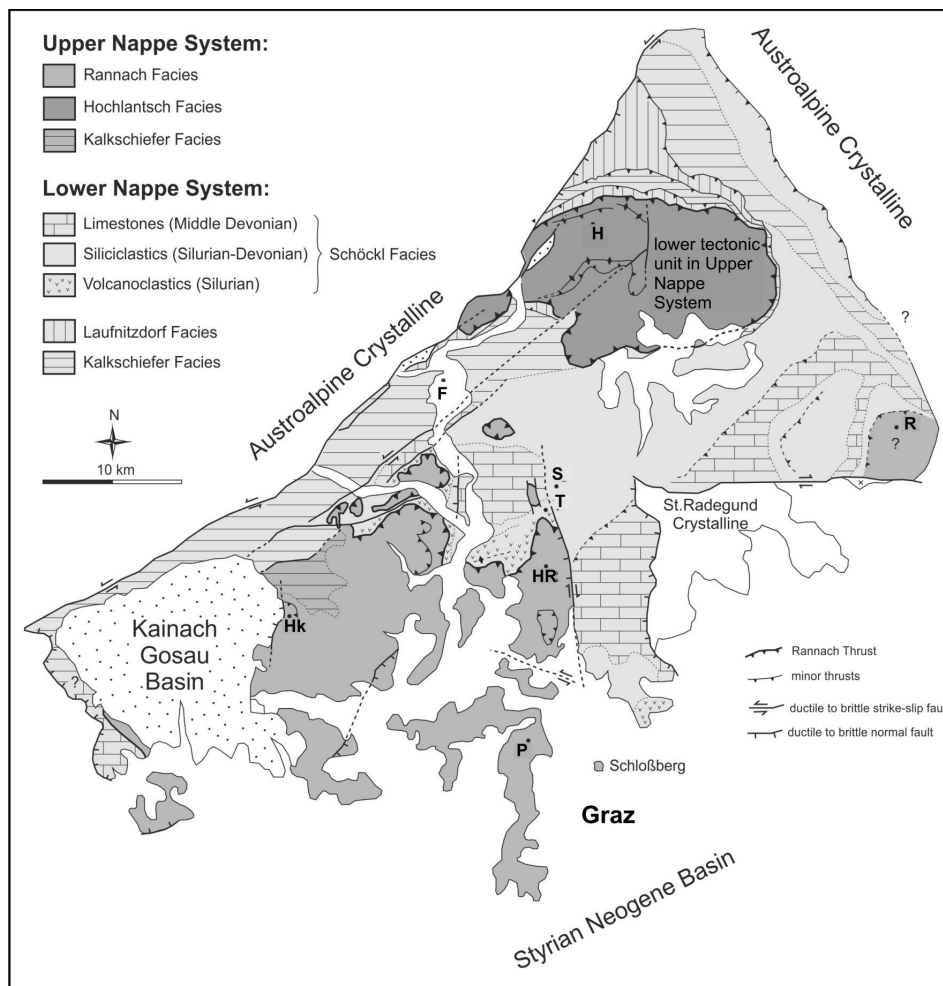 Upper Nappe System:
Rannach Facies
Hochlantsch Facies
Kalkschiefer Facies
Lower Nappe System:
Limestones (Middle Devonian)
Siliciclastics (Silurian-Devonian)
Schöckl Facies
Volcanoclastics (Silurian)
Laufnitzdorf Facies
Kalkschiefer Facies
N
10 km
Austroalpine Crystalline
Austroalpine Crystalline
H
lower tectonic
unit in Upper
Nappe
System
?
F
R
?
S
T
St.Radegund
Crystalline
HR
Hk
Kainach
Gosau
Basin
?
P
Schloßberg
Graz
Styrian Neogene Basin
Rannach Thrust
minor thrusts
ductile to brittle strike-slip fau
ductile to brittle normal fault